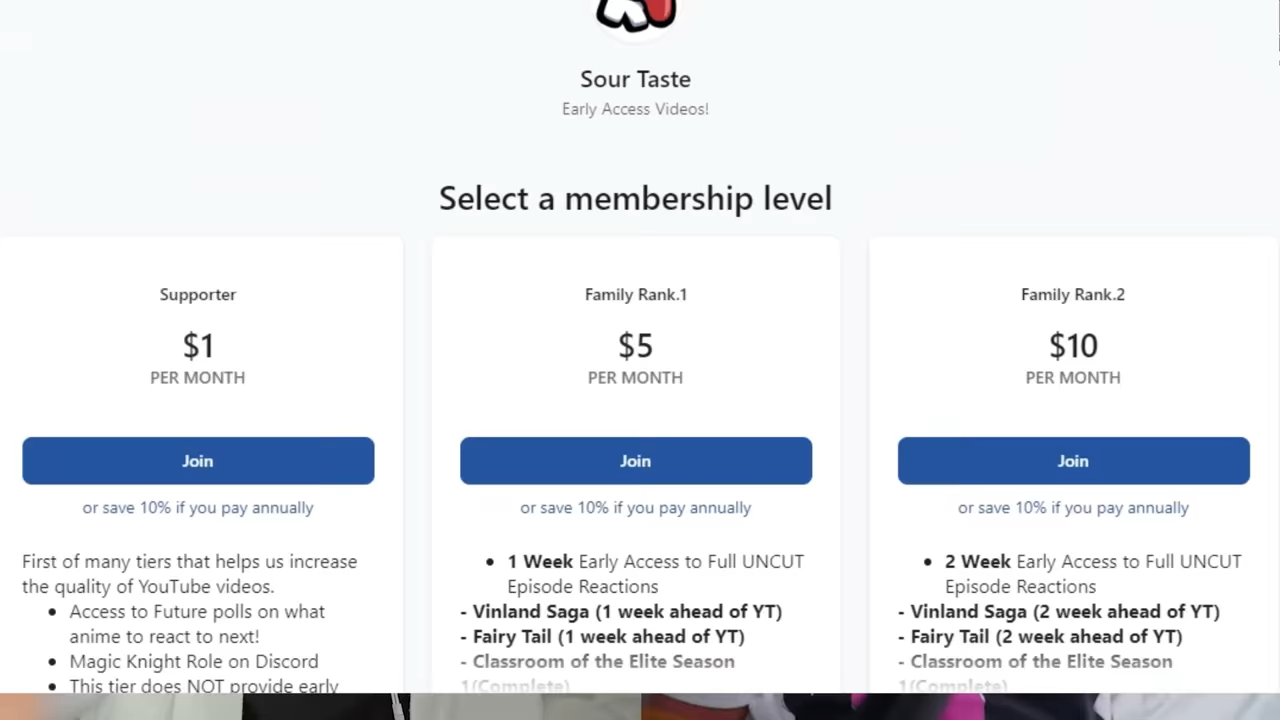 Sour Taste
Early Access Videos!
Select a membership level
Supporter
$1
PER MONTH
Join
or save 10% if you pay annually
First of many tiers that helps us increase
the quality of YouTube videos.
• Access to Future polls on what
anime to react to next!
• Magic Knight Role on Discord
• This tier does NOT provide early
Family Rank.1
$5
PER MONTH
Join
or save 10% if you pay annually
• 1 Week Early Access to Full UNCUT
Episode Reactions
- Vinland Saga (1 week ahead of YT)
- Fairy Tail (1 week ahead of YT)
- Classroom of the Elite Season
1(Complete)
Family Rank.2
$10
PER MONTH
Join
or save 10% if you pay annually
• 2 Week Early Access to Full UNCUT
Episode Reactions
- Vinland Saga (2 week ahead of YT)
- Fairy Tail (2 week ahead of YT)
- Classroom of the Elite Season
1(Complete)